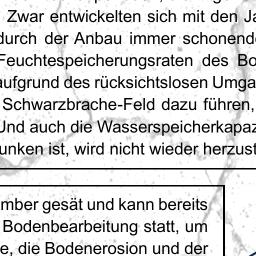 Zwar entwickelten sich mit den
durch der Anbau immer schonende
Feuchtespeicherungsraten des Bo
aufgrund des rücksichtslosen Umga
Schwarzbrache-Feld dazu führen,
Und auch die Wasserspeicherkapaz
unken ist, wird nicht wieder herzust
mber gesät und kann bereits
Bodenbearbeitung statt, um
e, die Bodenerosion und der